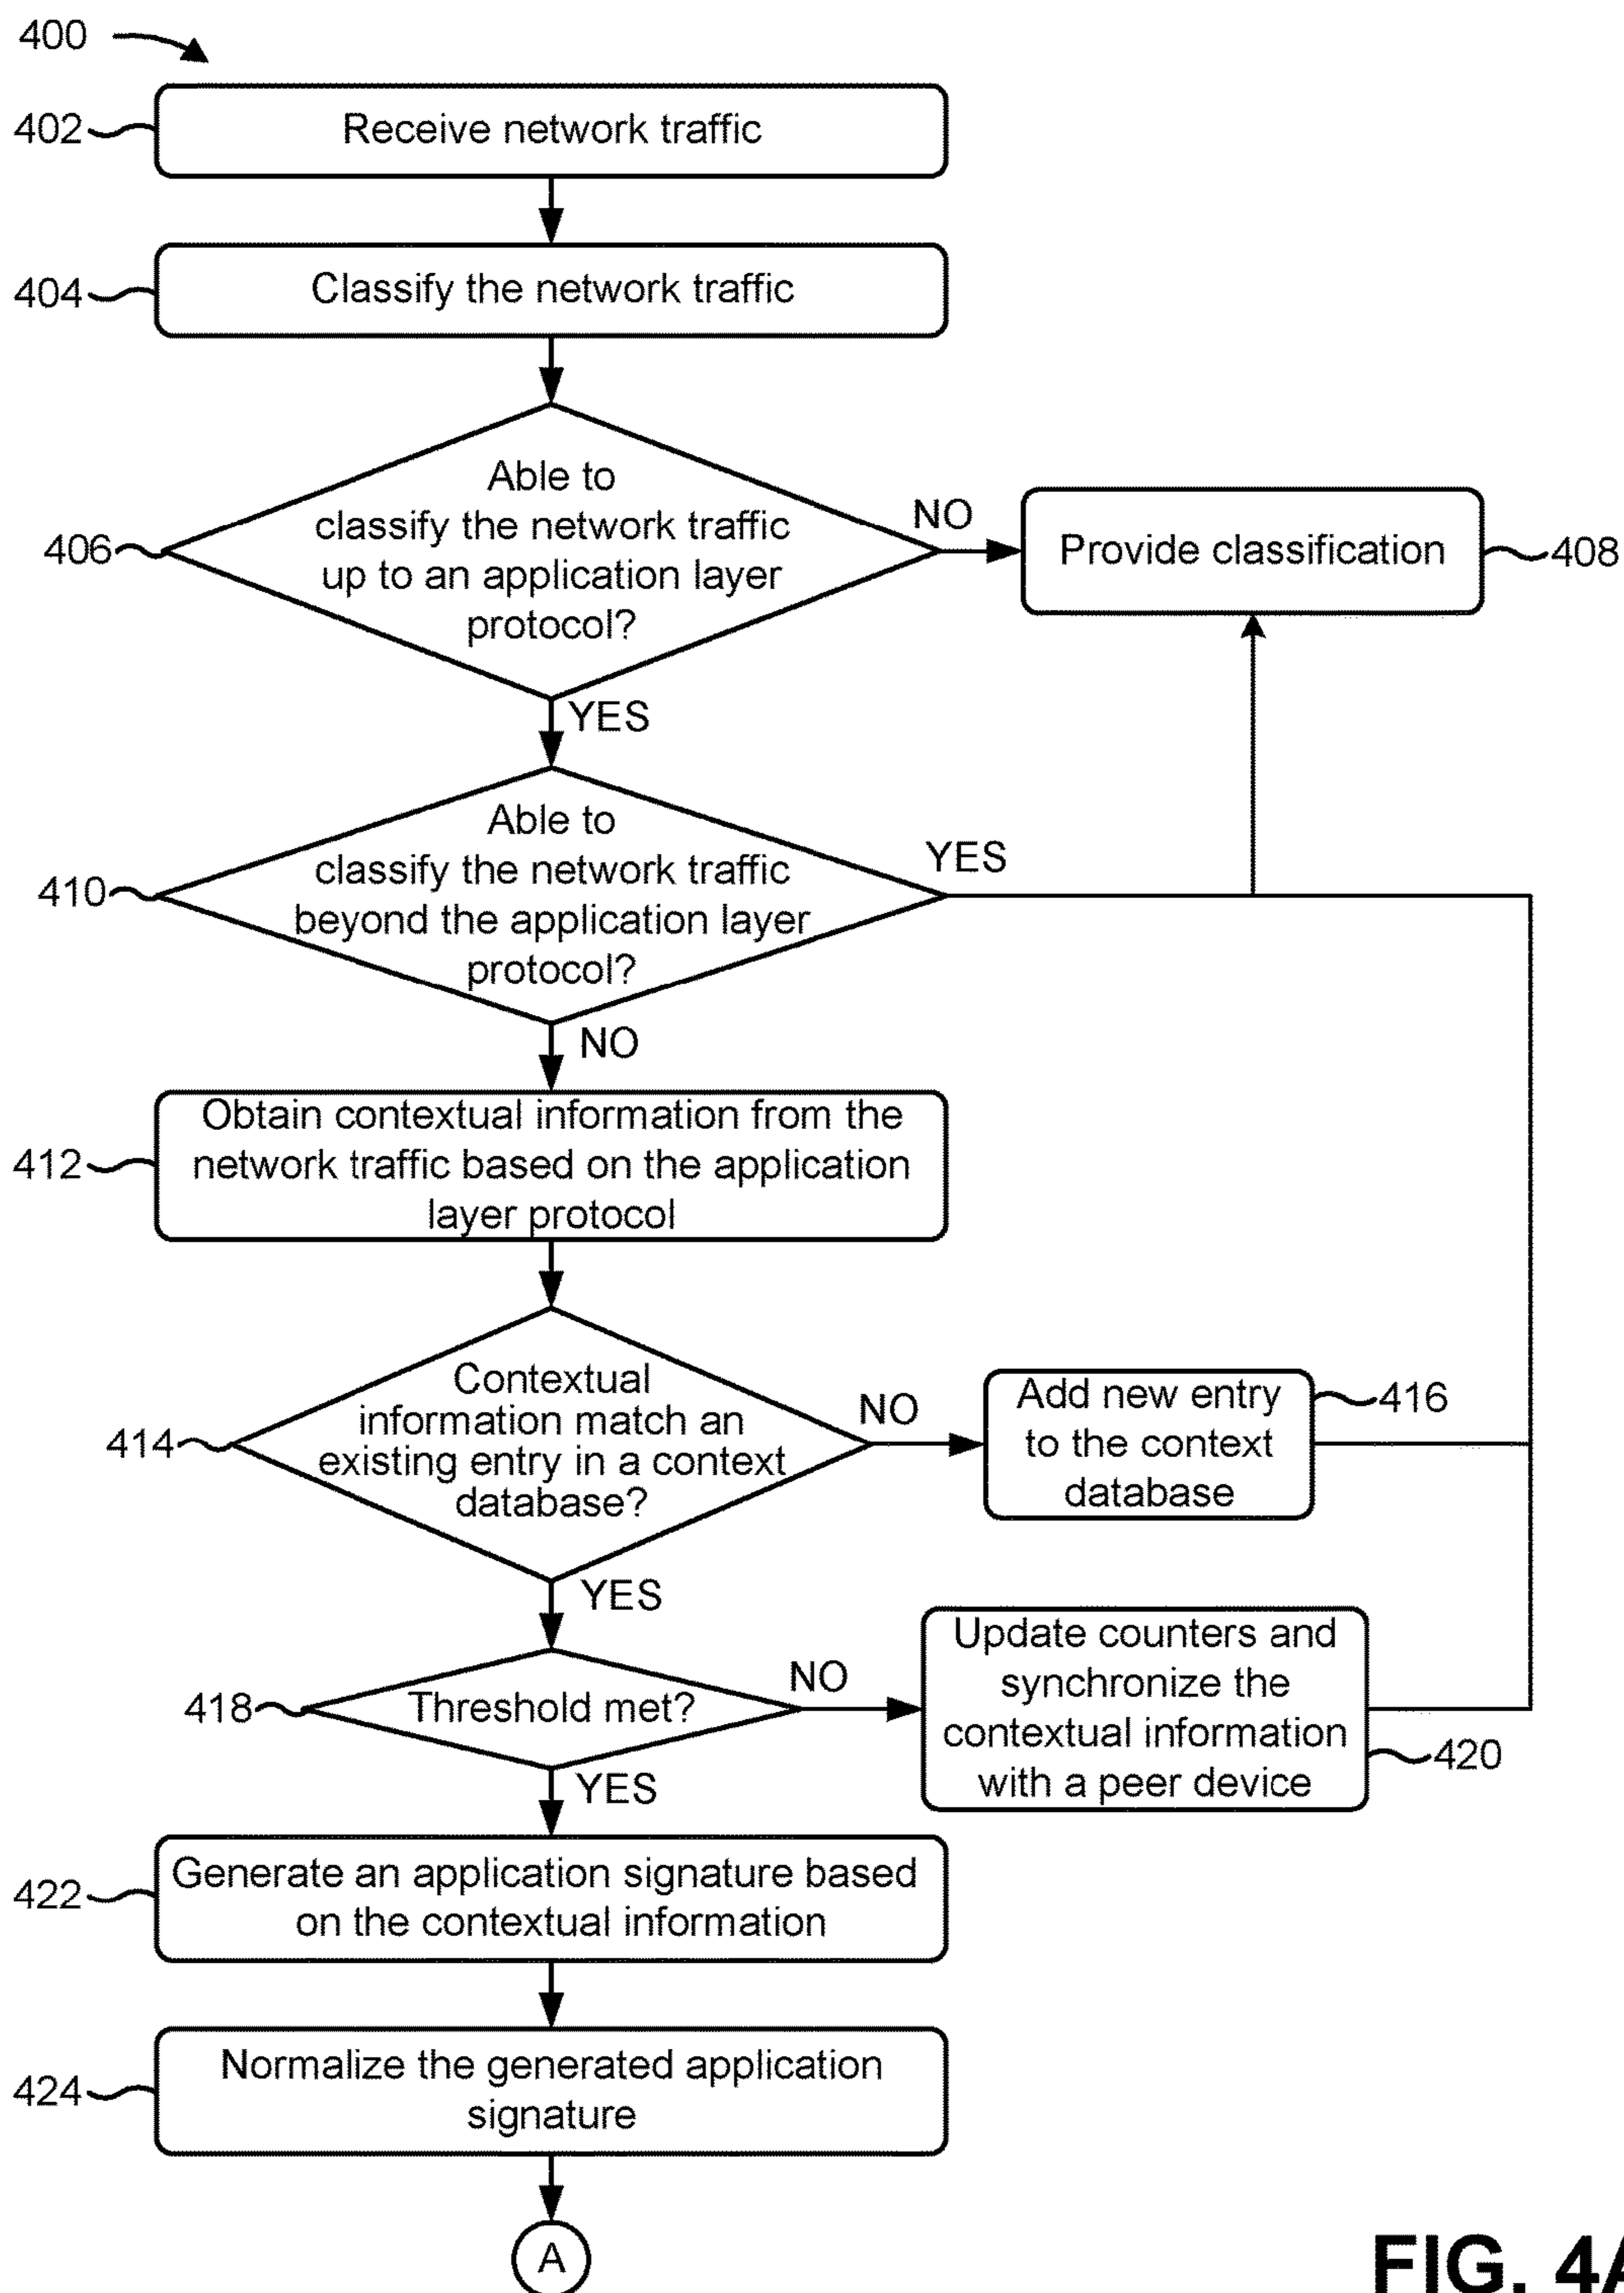 400
402
Receive network traffic
404
Classify the network traffic
406
Able to
classify the network traffic
up to an application layer
protocol?
NO
Provide classification
408
YES
410
Able to
classify the network traffic
beyond the application layer
protocol?
YES
NO
412
Obtain contextual information from the
network traffic based on the application
layer protocol
414
Contextual
information match an
existing entry in a context
database?
NO
Add new entry
to the context
database
416
YES
418
Threshold met?
NO
Update counters and
synchronize the
contextual information
with a peer device
420
YES
422
Generate an application signature based
on the contextual information
424
Normalize the generated application
signature
A
FIG. 4A